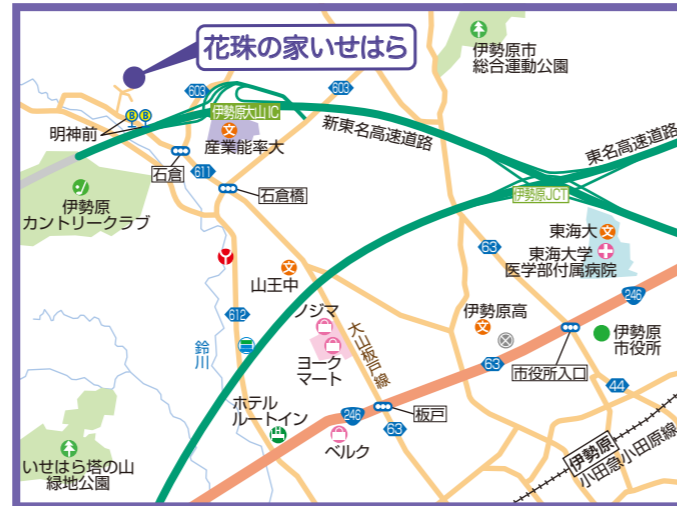 花珠の家いせはら
伊勢原市
総合運動公園
603
603
B
B
明神前
伊勢原大山IC
文
産業能率大
新東名高速道路
東名高速道路
石倉
611
石倉橋
伊勢原JCT
伊勢原
カントリークラブ
東海大
文
東海大学
医学部付属病院
63
山王中
文
246
612
ノジマ
伊勢原高
文
鈴川
大山板戸線
ヨーク
マート
63
伊勢原
市役所
市役所入口
44
ホテル
ルートイン
246
板戸
63
ベルク
伊勢原
小田急小田原線
いせはら塔の山
緑地公園